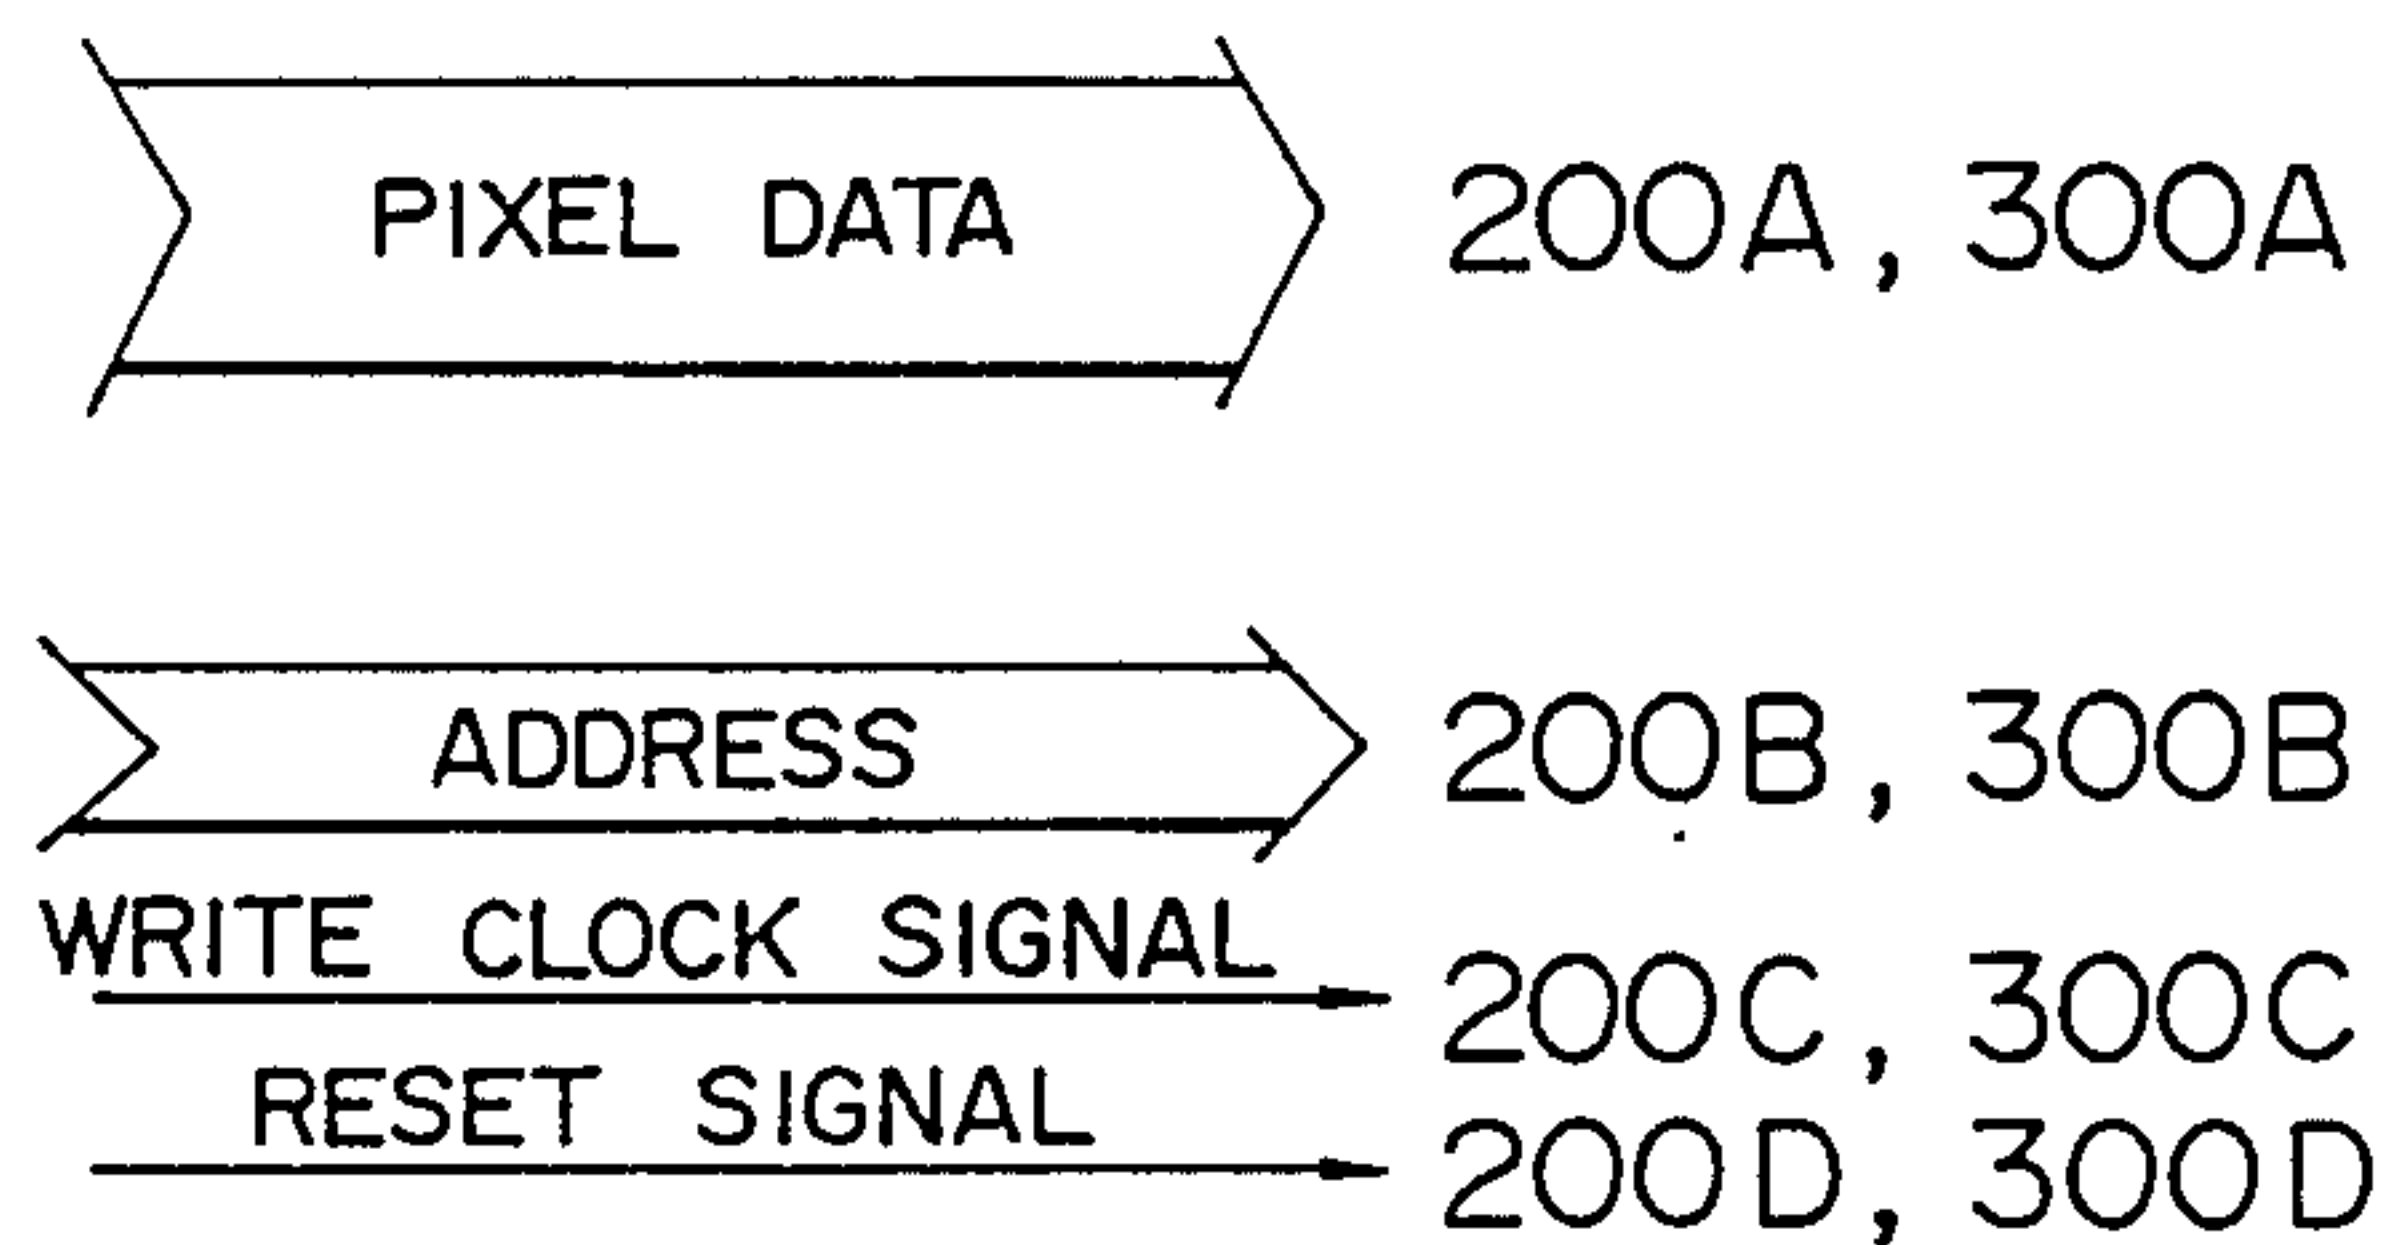 PIXEL DATA 200A, 300A
ADDRESS 200B, 300B
WRITE CLOCK SIGNAL 200C, 300C
RESET SIGNAL 200D, 300D